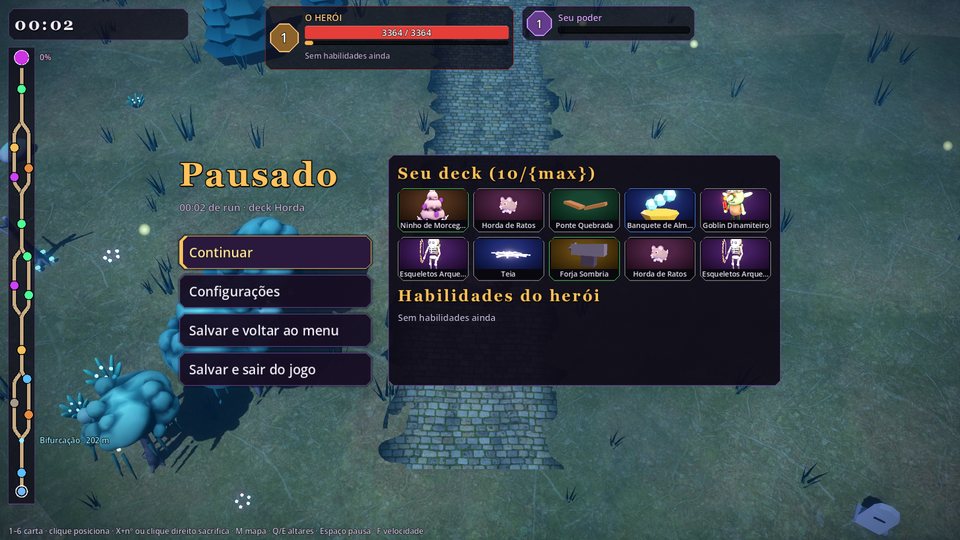 00:02
1
O HERÓI
3364 / 3364
Sem habilidades ainda
1
Seu poder
0%
Pausado
00:02 de run · deck Horda
Continuar
Configurações
Salvar e voltar ao menu
Salvar e sair do jogo
Seu deck (10/{max})
Ninho de Morceg...
Horda de Ratos
Ponte Quebrada
Banquete de Alm...
Goblin Dinamiteiro
Esqueletos Arque...
Teia
Forja Sombria
Horda de Ratos
Esqueletos Arque...
Habilidades do herói
Sem habilidades ainda
Bifurcação · 202 m
1-6 carta · clique posiciona · X+nº ou clique direito sacrifica · M mapa · Q/E altares · Espaço pausa · F velocidade